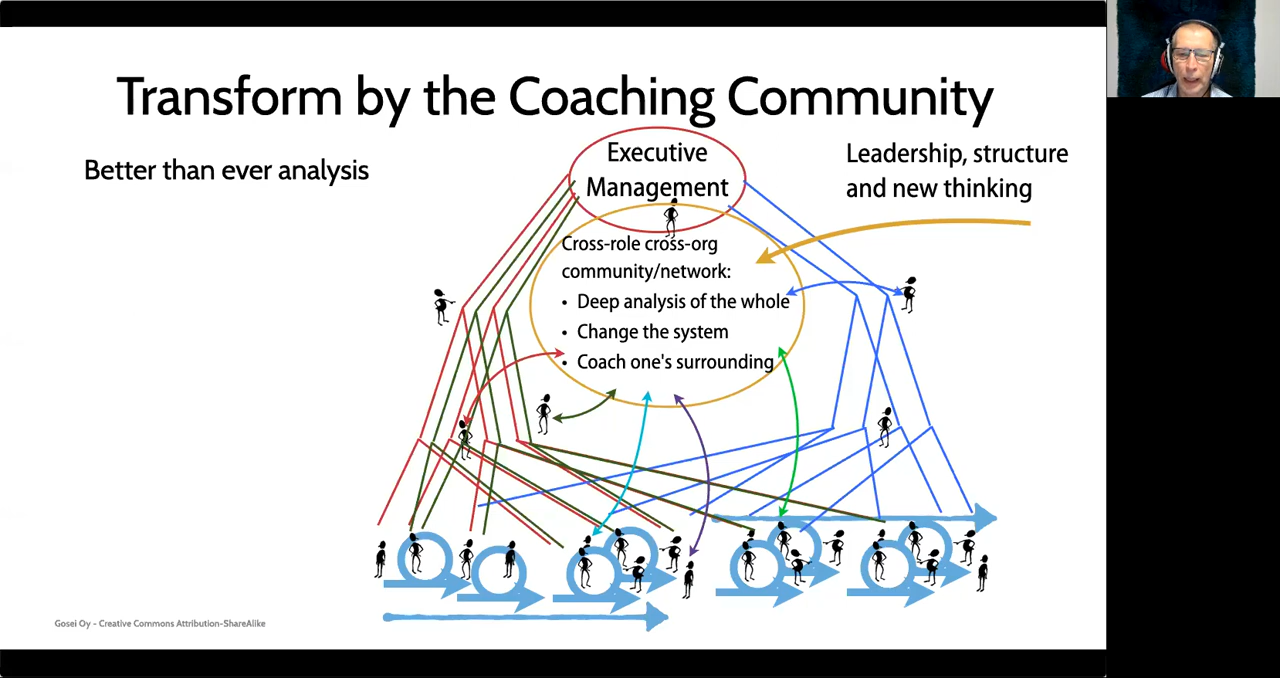 Transform by the Coaching Community
Better than ever analysis
Executive
Management
Leadership, structure
and new thinking
Cross-role cross-org
community/network:
• Deep analysis of the whole
• Change the system
• Coach one's surrounding
Gosei Oy - Creative Commons Attribution-ShareAlike